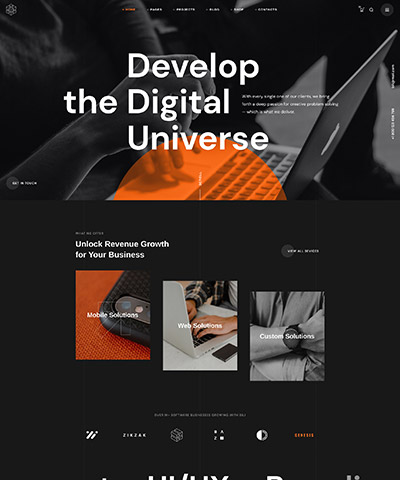 HOME PAGES PROJECTS BLOG SHOP CONTACTS
Develop
the Digital
Universe
With every single one of our clients, we bring
forth a deep passion for creative problem solving
— which is what we deliver
GET IN TOUCH
SCROLL
WHAT WE OFFER
Unlock Revenue Growth
for Your Business
VIEW ALL SERVICES
Mobile Solutions
Web Solutions
Custom Solutions
ZIKZAK
GENESIS
UI/UX